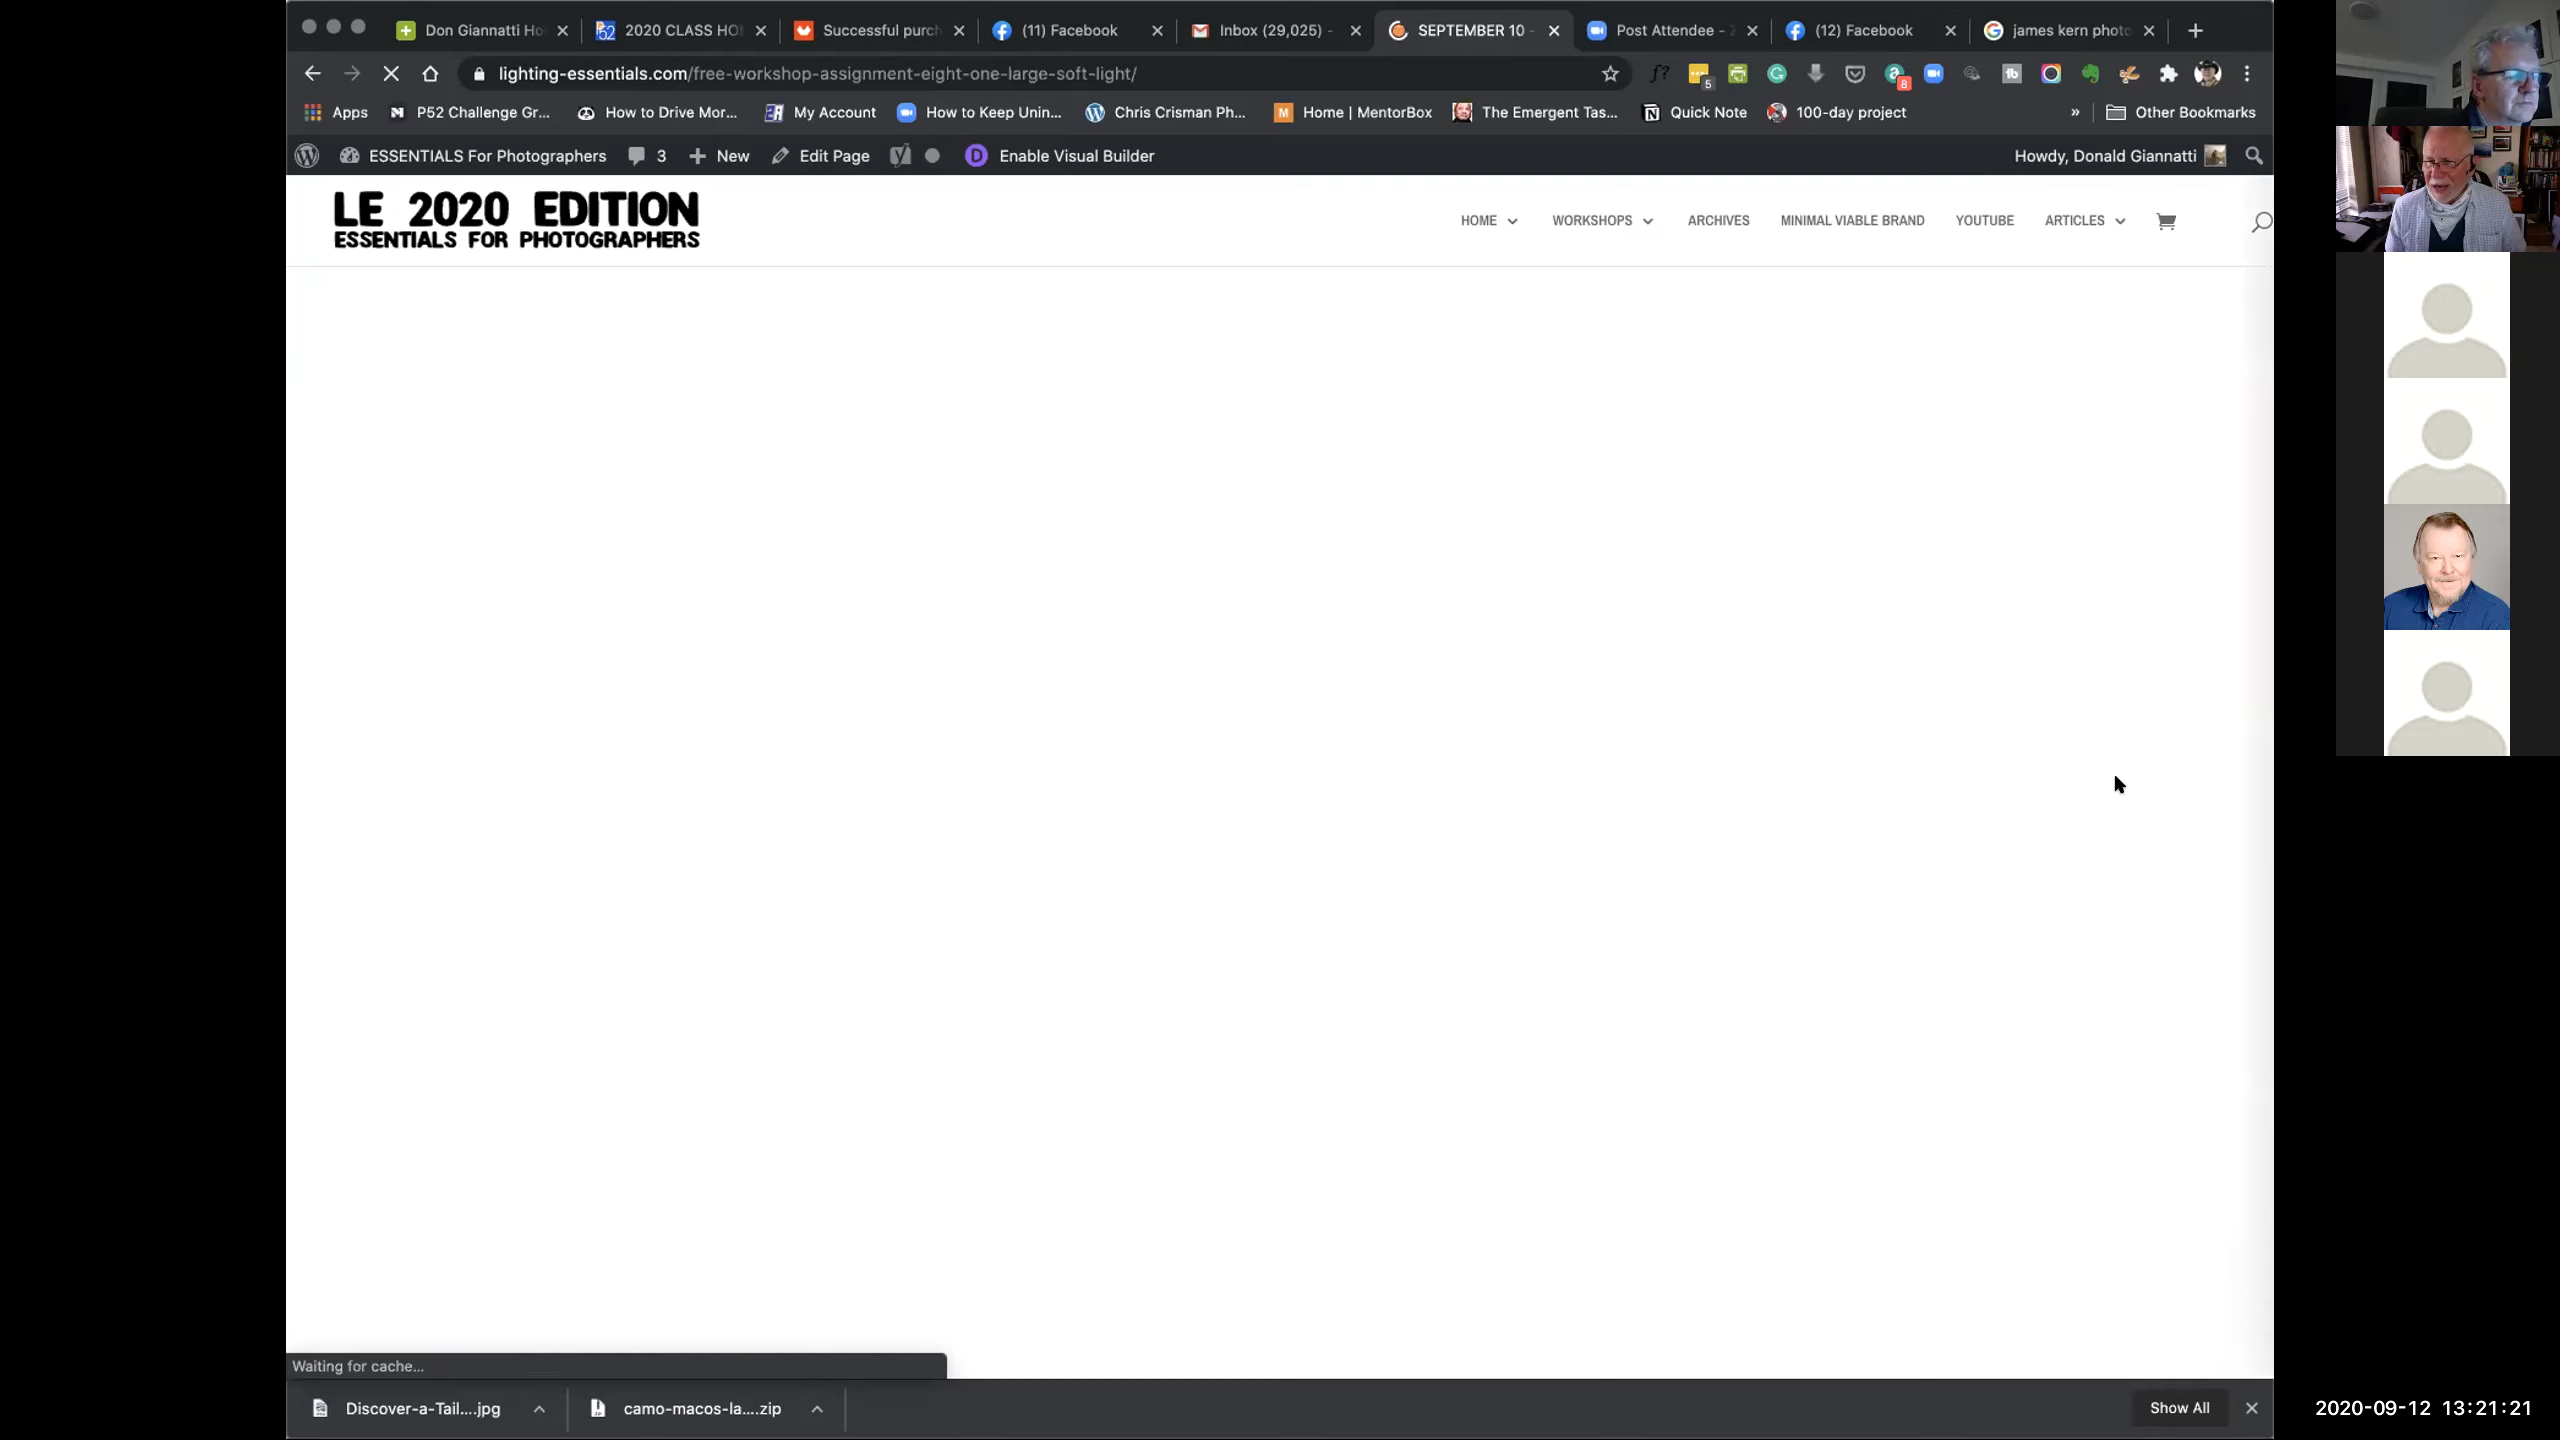 Don Giannatti Ho
2020 CLASS HO
Successful purch
(11) Facebook
Inbox (29,025) -
SEPTEMBER 10 -
Post Attendee - 2
(12) Facebook
james kern photo
lighting-essentials.com/free-workshop-assignment-eight-one-large-soft-light/
f?
5
8
Apps
P52 Challenge Gr...
How to Drive Mor...
My Account
How to Keep Unin...
Chris Crisman Ph...
Home | MentorBox
The Emergent Tas...
Quick Note
100-day project
»
Other Bookmarks
ESSENTIALS For Photographers
3
New
Edit Page
Enable Visual Builder
Howdy, Donald Giannatti
LE 2020 EDITION
ESSENTIALS FOR PHOTOGRAPHERS
HOME
WORKSHOPS
ARCHIVES
MINIMAL VIABLE BRAND
YOUTUBE
ARTICLES
Waiting for cache...
Discover-a-Tail....jpg
camo-macos-la....zip
Show All
2020-09-12 13:21:21